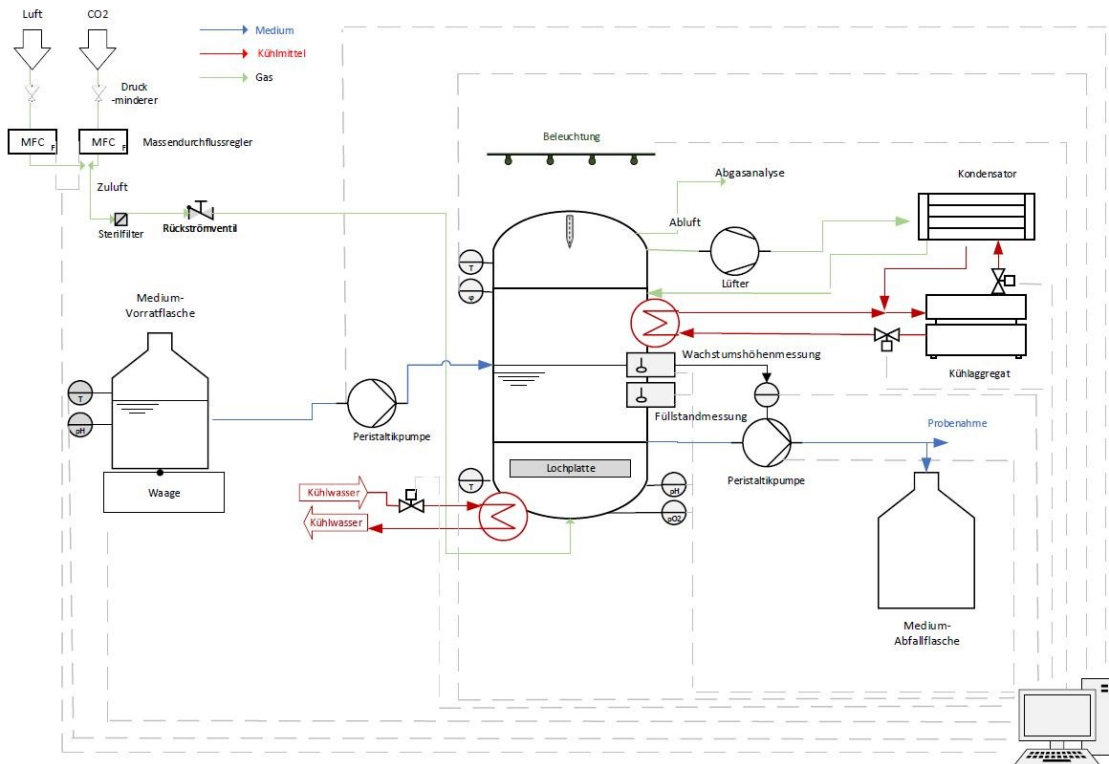 Luft
CO2
Medium
Kühlmittel
Gas
Druck
-minderer
MFC F
MFC F
Massendurchflussregler
Zuluft
Sterilfilter
Rückströmventil
Beleuchtung
Abgasanalyse
Abluft
Lüfter
Kondensator
T
φ
Medium-
Vorratflasche
T
pH
Waage
Peristaltikpumpe
Wachstumshöhenmessung
Füllstandmessung
Kühlaggregat
Lochplatte
T
pH
pO2
Peristaltikpumpe
Probenahme
Kühlwasser
Kühlwasser
Medium-
Abfallflasche